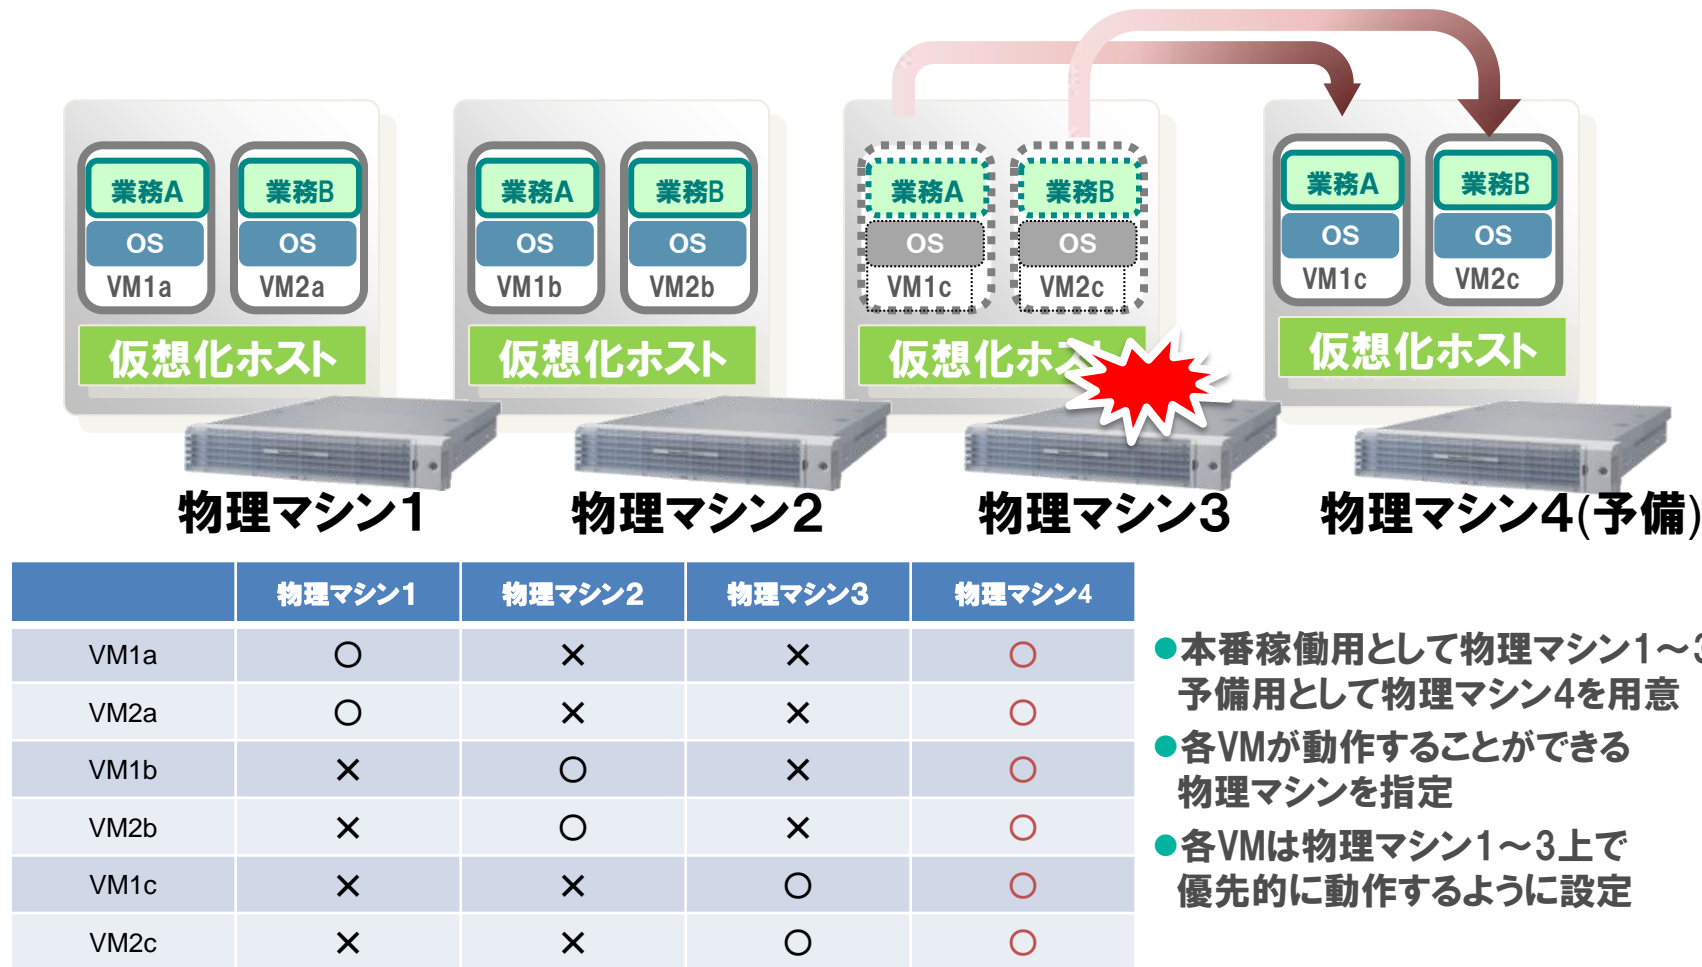 業務A 業務B 業務A 業務B 業務A 業務B 業務A 業務B
OS OS OS OS OS OS OS OS
VM1a VM2a VM1b VM2b VM1c VM2c VM1c VM2c
仮想化ホスト 仮想化ホスト 仮想化ホスト 仮想化ホスト
物理マシン1 物理マシン2 物理マシン3 物理マシン4(予備)
物理マシン1 物理マシン2 物理マシン3 物理マシン4
VM1a ○ × × ○
VM2a ○ × × ○
VM1b × ○ × ○
VM2b × ○ × ○
VM1c × × ○ ○
VM2c × × ○ ○
●本番稼働用として物理マシン1～3
予備用として物理マシン4を用意
●各VMが動作することができる
物理マシンを指定
●各VMは物理マシン1～3上で
優先的に動作するように設定